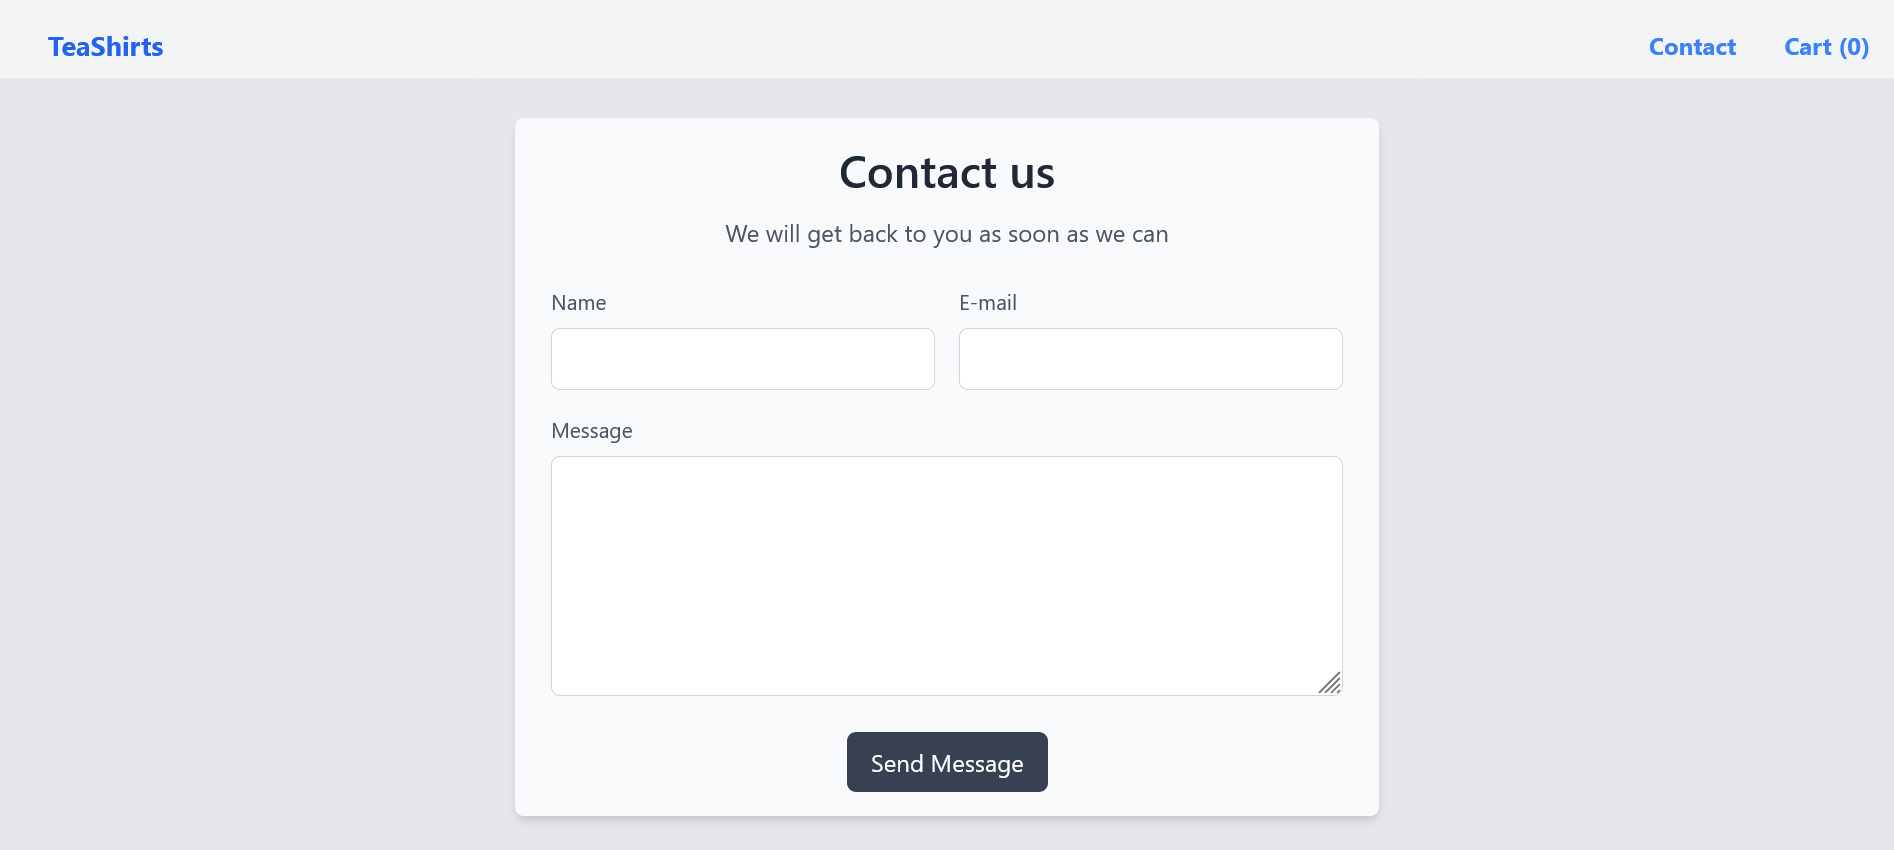 TeaShirts
Contact
Cart (0)
Contact us
We will get back to you as soon as we can
Name
E-mail
Message
Send Message